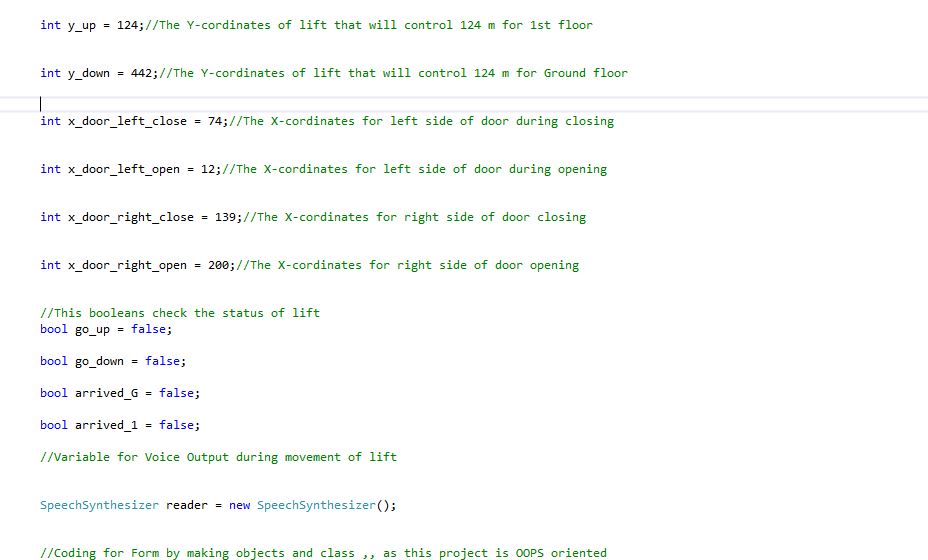 int y_up = 124;//The Y-cordinates of lift that will control 124 m for 1st floor
int y_down = 442;//The Y-cordinates of lift that will control 124 m for Ground floor
int x_door_left_close = 74;//The X-cordinates for left side of door during closing
int x_door_left_open = 12;//The X-cordinates for left side of door during opening
int x_door_right_close = 139;//The X-cordinates for right side of door closing
int x_door_right_open = 200;//The X-cordinates for right side of door opening
//This booleans check the status of lift
bool go_up = false;
bool go_down = false;
bool arrived_G = false;
bool arrived_1 = false;
//Variable for Voice Output during movement of lift
SpeechSynthesizer reader = new SpeechSynthesizer();
//Coding for Form by making objects and class ,, as this project is OOPS oriented